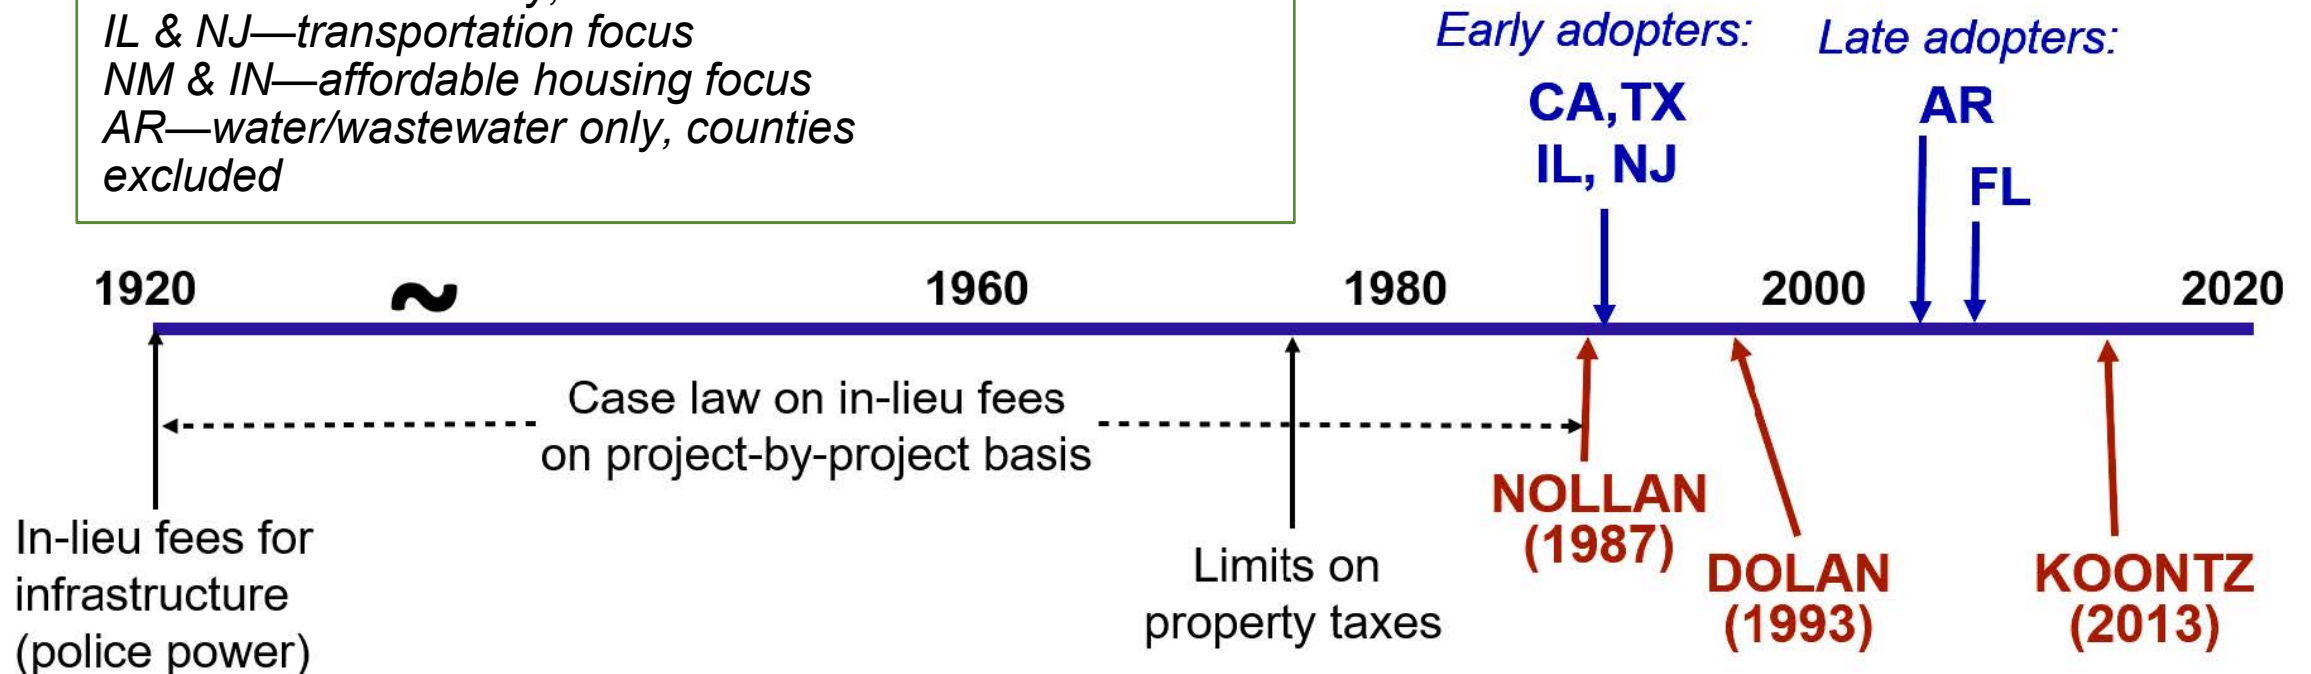 IL & NJ—transportation focus
NM & IN—affordable housing focus
AR—water/wastewater only, counties
excluded
Early adopters:
CA,TX
IL, NJ
Late adopters:
AR
FL
1920
~
1960
1980
2000
2020
Case law on in-lieu fees
on project-by-project basis
In-lieu fees for
infrastructure
(police power)
Limits on
property taxes
NOLLAN
(1987)
DOLAN
(1993)
KOONTZ
(2013)